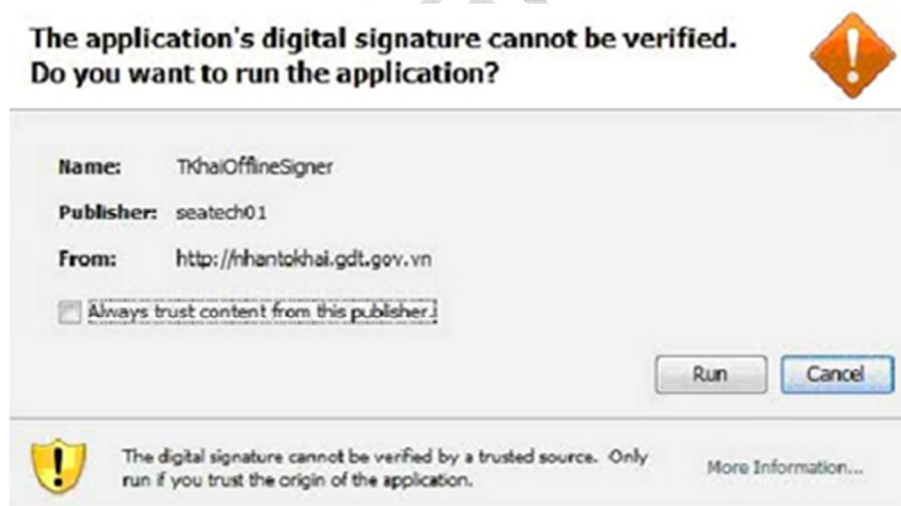 The application's digital signature cannot be verified.
Do you want to run the application?
Name: TKhaiOfflineSigner
Publisher: seatech01
From: http://nhantokhai.gdt.gov.vn
Always trust content from this publisher.
Run Cancel
The digital signature cannot be verified by a trusted source. Only
run if you trust the origin of the application.
More Information...